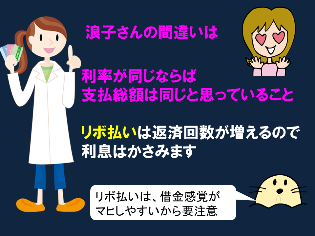 浪子さんの間違いは
利率が同じならば
支払総額は同じと思っていること
リボ払いは返済回数が増えるので
利息はかさみます
リボ払いは、借金感覚が
マヒしやすいから要注意